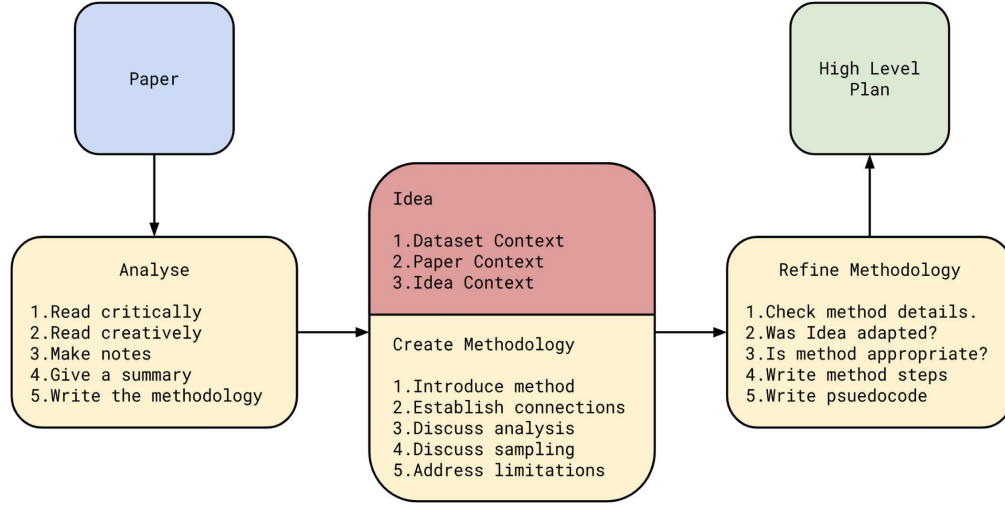 Paper
High Level
Plan
Analyse
1.Read critically
2.Read creatively
3.Make notes
4.Give a summary
5.Write the methodology
Idea
1.Dataset Context
2.Paper Context
3.Idea Context
Create Methodology
1.Introduce method
2.Establish connections
3.Discuss analysis
4.Discuss sampling
5.Address limitations
Refine Methodology
1.Check method details.
2.Was Idea adapted?
3.Is method appropriate?
4.Write method steps
5.Write psuedocode